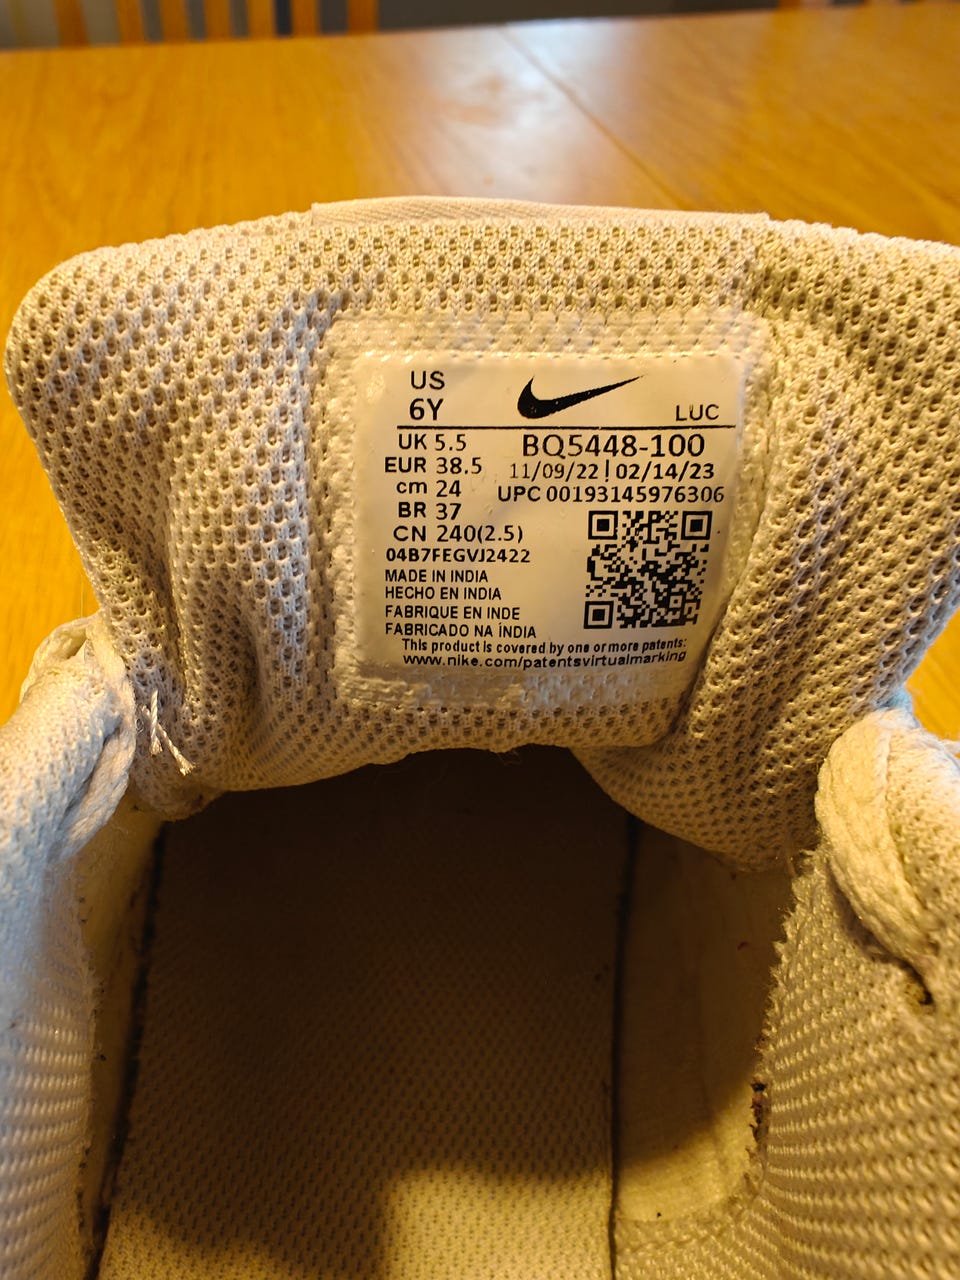 US
6Y
LUC
UK 5.5
BQ5448-100
EUR 38.5
11/09/22 | 02/14/23
cm 24
UPC 00193145976306
BR 37
CN 240(2.5)
04B7FEGVJ2422
MADE IN INDIA
HECHO EN INDIA
FABRIQUE EN INDE
FABRICADO NA ÍNDIA
This product is covered by one or more patents:
www.nike.com/patentsvirtualmarking